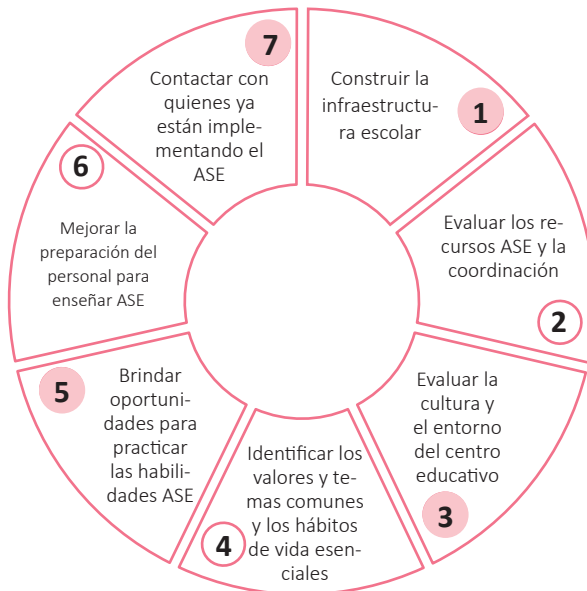 1
Construir la
infraestructu-
ra escolar
2
Evaluar los re-
cursos ASE y la
coordinación
3
Evaluar la
cultura y
el entorno
del centro
educativo
4
Identificar los
valores y te-
mas comunes
y los hábitos
de vida esen-
ciales
5
Brindar
oportuni-
dades para
practicar
las habili-
dades ASE
6
Mejorar la
preparación del
personal para
enseñar ASE
7
Contactar con
quienes ya
están imple-
mentando el
ASE